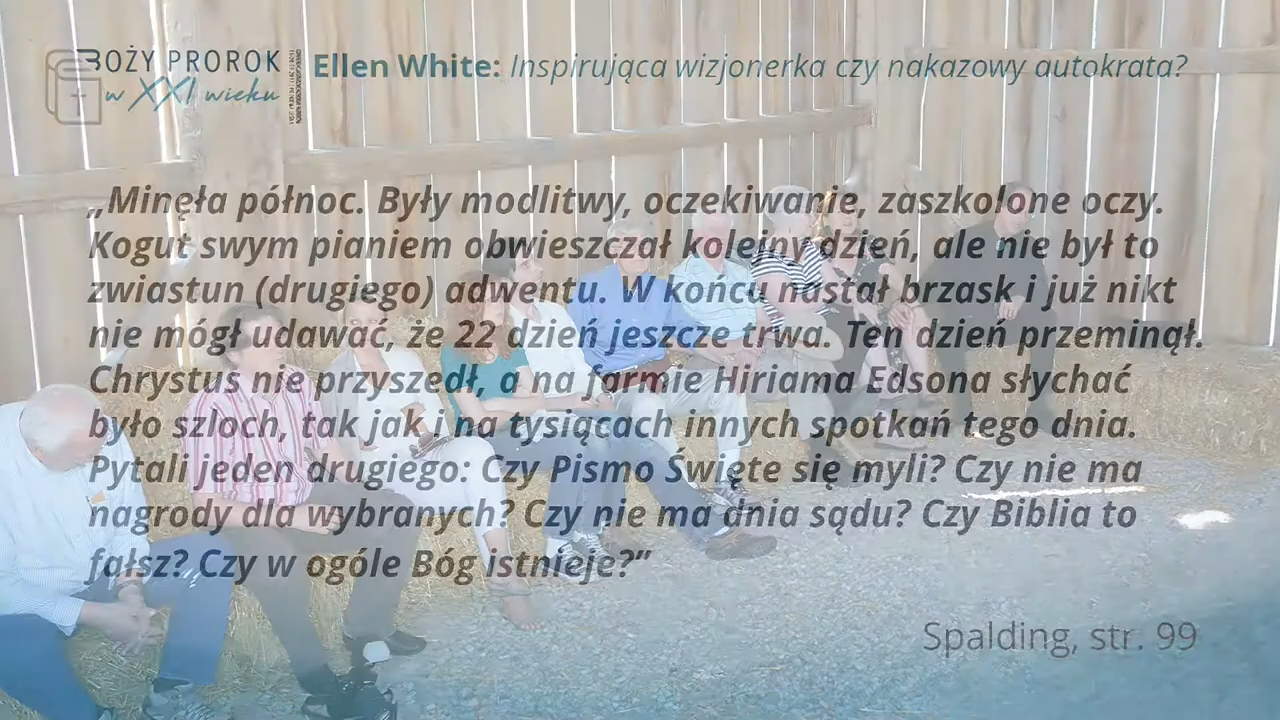 BOŻY PROROK
w XXI wieku
Ellen White: Inspirująca wizjonerka czy nakazowy autokrata?
„Minęła północ. Były modlitwy, oczekiwanie, zaszkolone oczy.
Kogut swym pianiem obwieszczał kolejny dzień, ale nie był to
zwiastun (drugiego) adwentu. W końcu nastał brzask i już nikt
nie mógł udawać, że 22 dzień jeszcze trwa. Ten dzień przeminął.
Chrystus nie przyszedł, a na farmie Hiriama Edsona słychać
było szloch, tak jak i na tysiącach innych spotkań tego dnia.
Pytali jeden drugiego: Czy Pismo Święte się myli? Czy nie ma
nagrody dla wybranych? Czy nie ma dnia sądu? Czy Biblia to
fałsz? Czy w ogóle Bóg istnieje?”
Spalding, str. 99